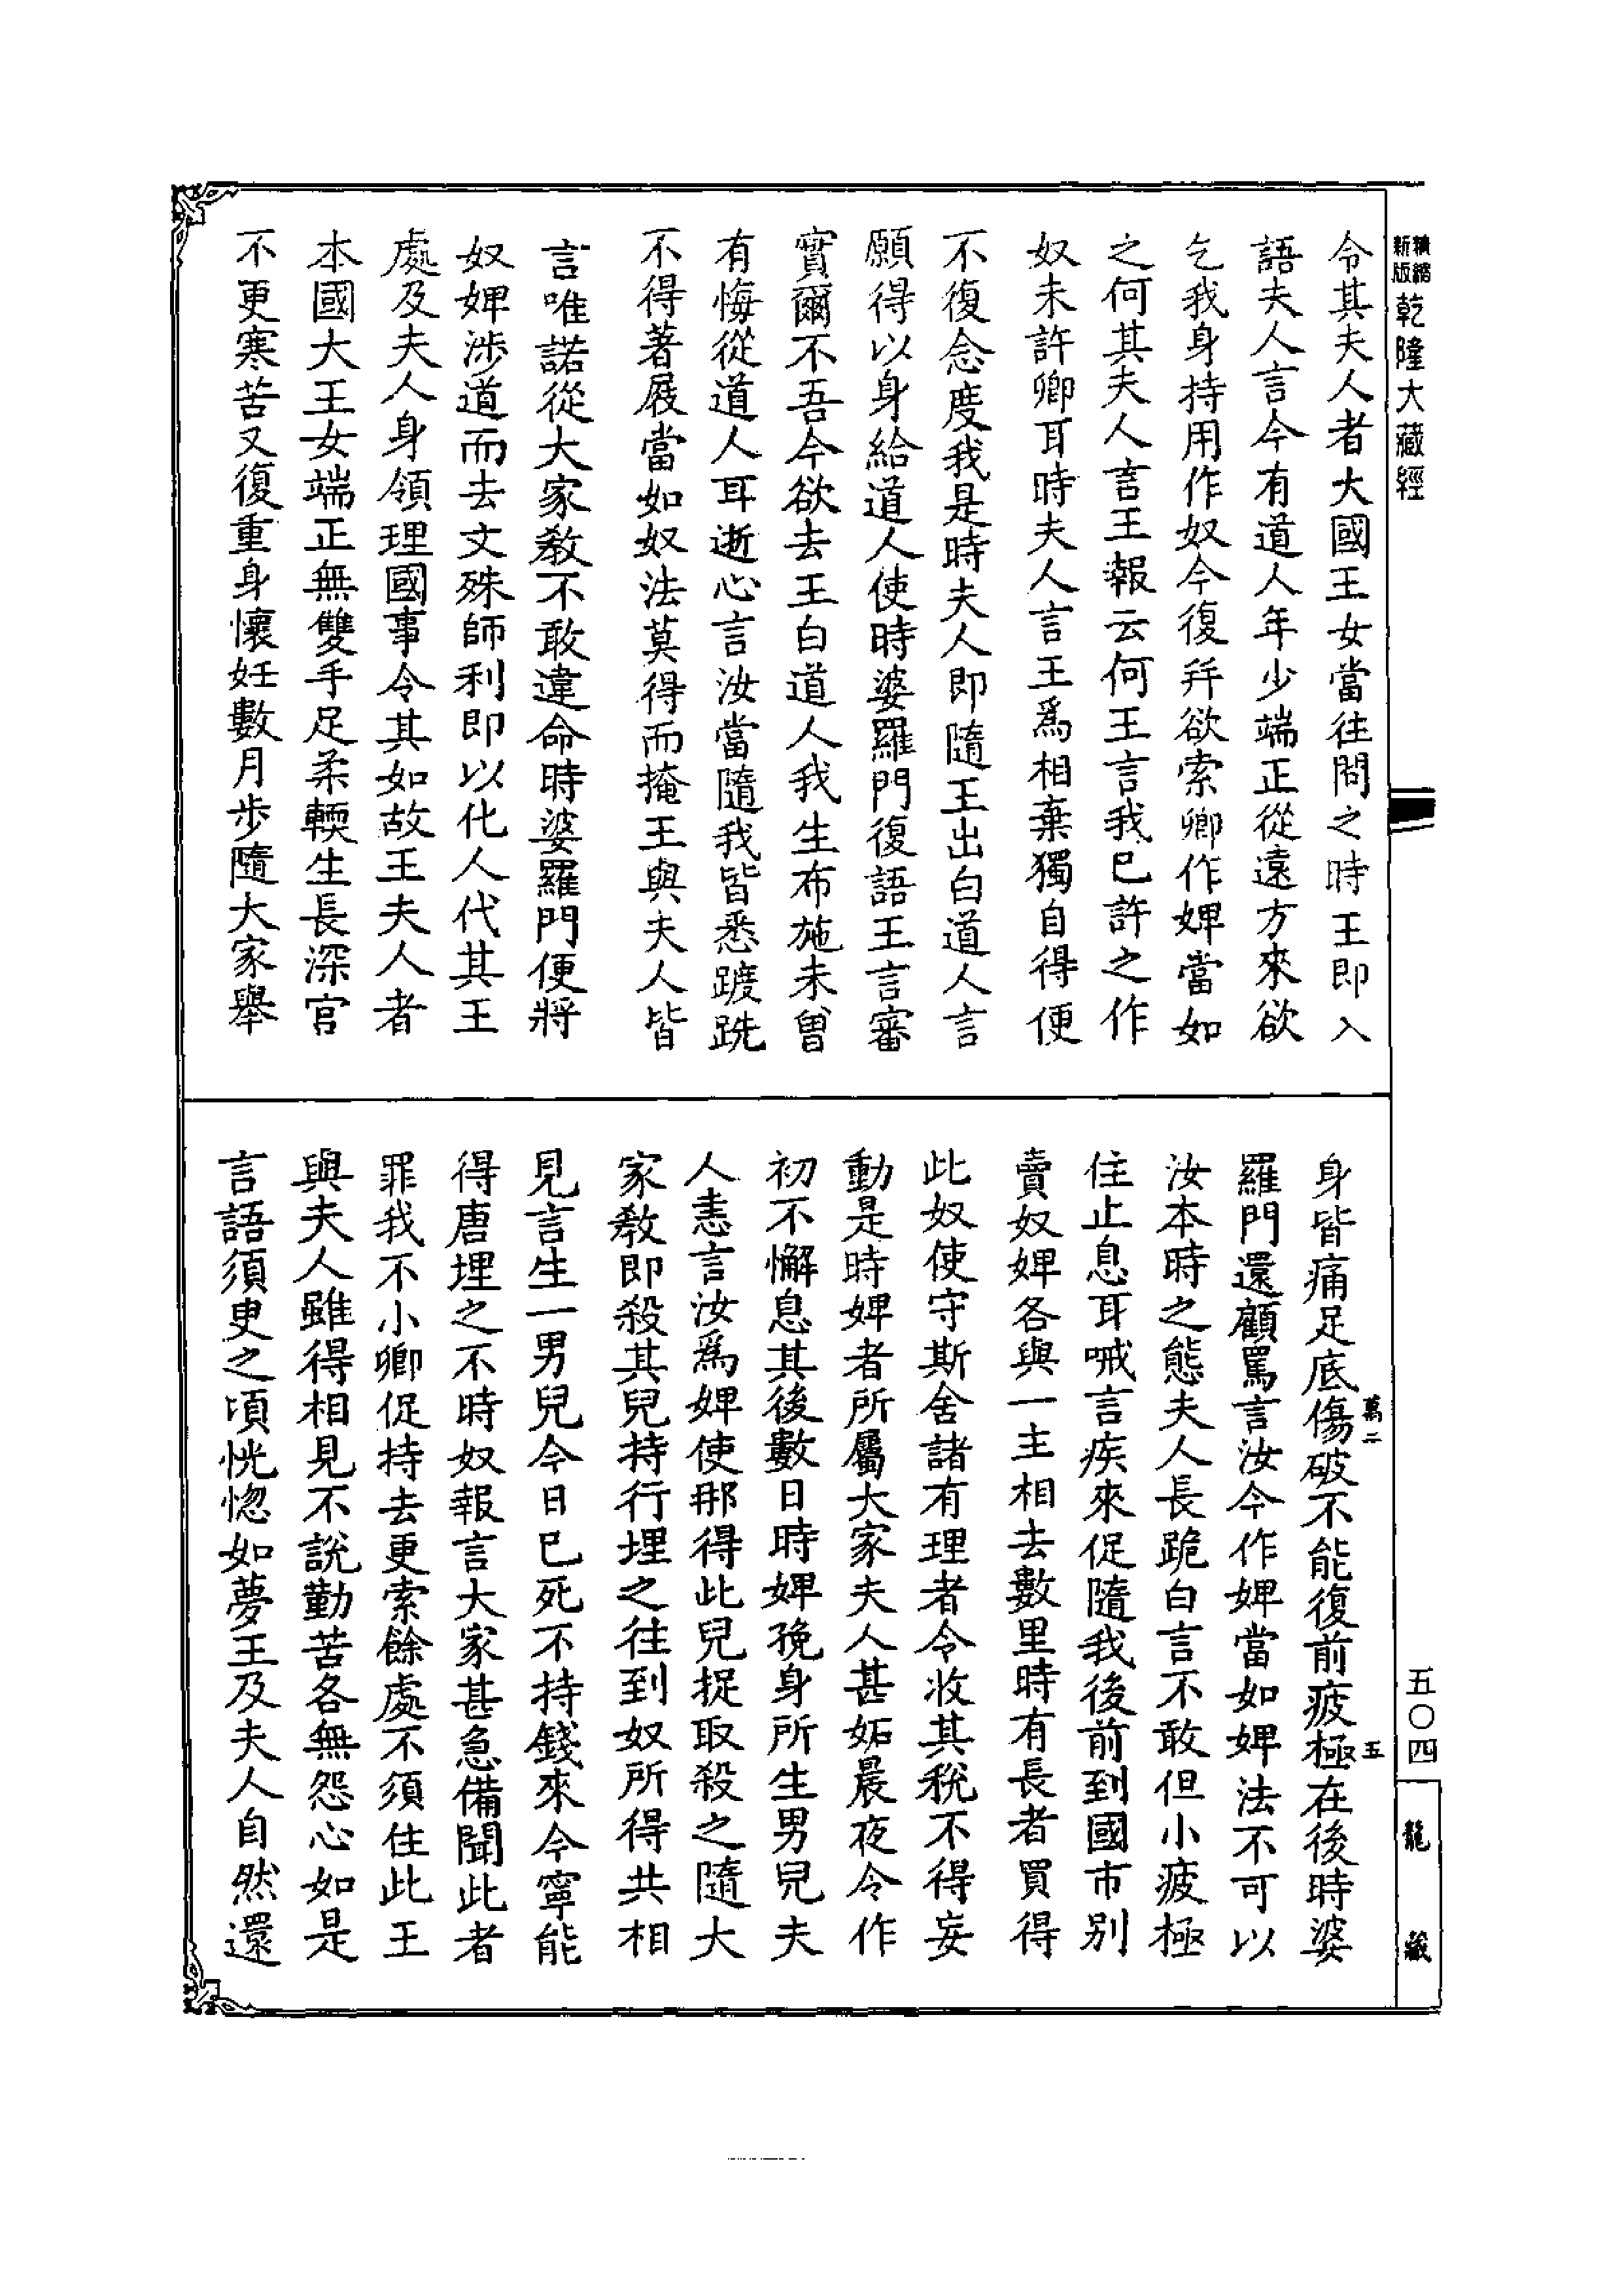 精縮
新版
乾隆大藏經
令其夫人者大國王女當往問之時王即入
語夫人言今有道人年少端正從遠方來欲
乞我身持用作奴今復并欲索卿作婢當如
之何其夫人言王報云何王言我已許之作
奴未許卿耳時夫人言王爲相棄獨自得便
不復念度我是時夫人即隨王出白道人言
願得以身給道人使時婆羅門復語王言審
實爾不吾今欲去王白道人我生布施未曾
有悔從道人耳逝心言汝當隨我皆悉䠠跣
不得著屐當如奴法莫得而掩王與夫人皆
言唯諾從大家教不敢違命時婆羅門便將
奴婢涉道而去文殊師利即以化人代其王
處及夫人身領理國事令其如故王夫人者
本國大王女端正無雙手足柔輭生長深宮
不更寒苦又復重身懷妊數月步隨大家舉
身皆痛足底傷破不能復前疲極在後時婆
羅門還顧罵言汝今作婢當如婢法不可以
汝本時之態夫人長跪白言不敢但小疲極
住止息耳喊言疾來促隨我後前到國市別
賣奴婢各與一主相去數里時有長者買得
此奴使守斯舍諸有理者令收其稅不得妄
動是時婢者所屬大家夫人甚妬晨夜令作
初不懈息其後數日時婢㝃身所生男兒夫
人恚言汝爲婢使那得此兒捉取殺之隨大
家教即殺其兒持行埋之往到奴所得共相
見言生一男兒今日已死不持錢來今寧能
得唐埋之不時奴報言大家甚急備聞此者
罪我不小卿促持去更索餘處不須住此王
與夫人雖得相見不說勤苦各無怨心如是
言語須臾之頃恍惚如夢王及夫人自然還
萬二
五
五〇四
龍藏